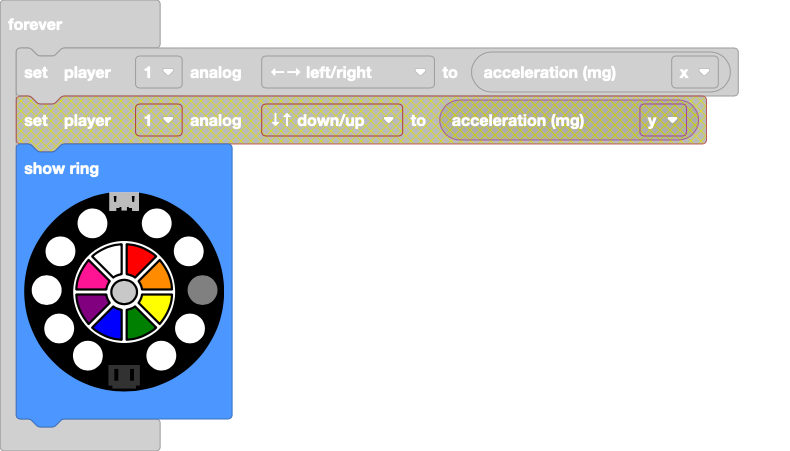 forever
set player 1 analog ←→ left/right to acceleration (mg) x
set player 1 analog ↓↑ down/up to acceleration (mg) y
show ring